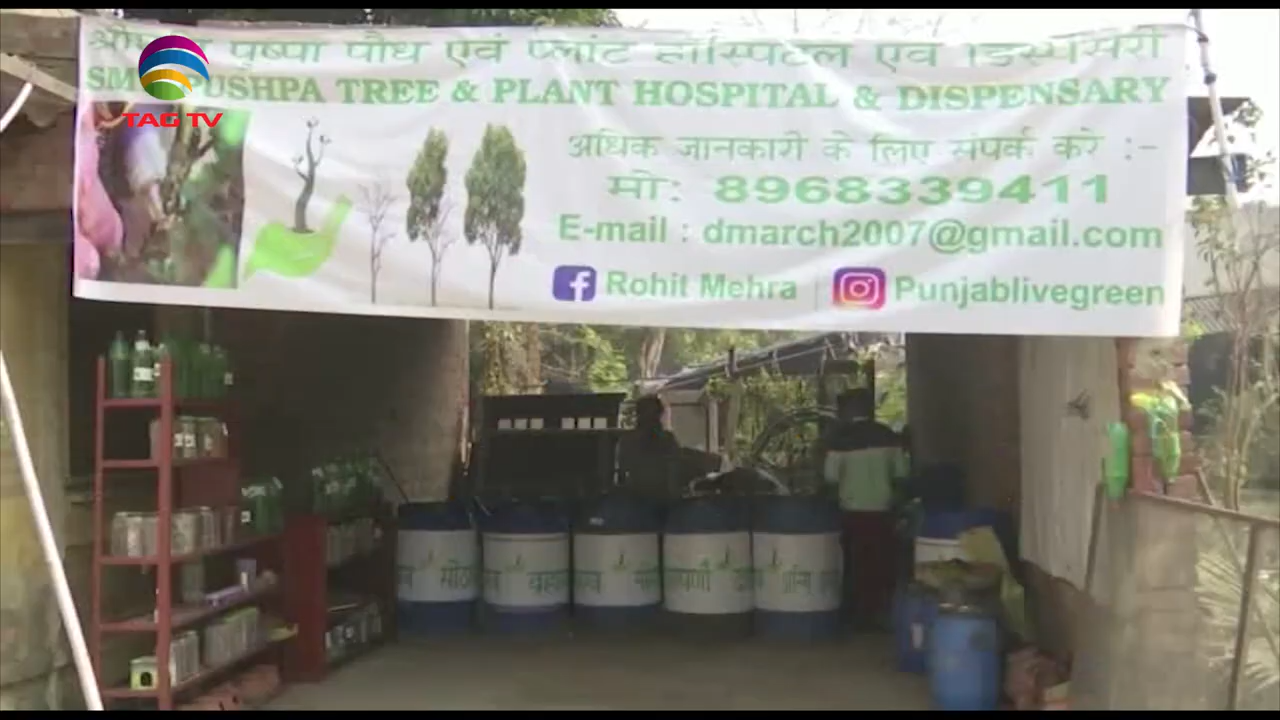 पुष्पा पौध एवं प्लांट हॉस्पिटल एवं डिस्पेंसरी
PUSHPA TREE & PLANT HOSPITAL & DISPENSARY
TAG TV
अधिक जानकारी के लिए संपर्क करे :-
मो: 8968339411
E-mail : dmarch2007@gmail.com
Rohit Mehra
Punjablivegreen